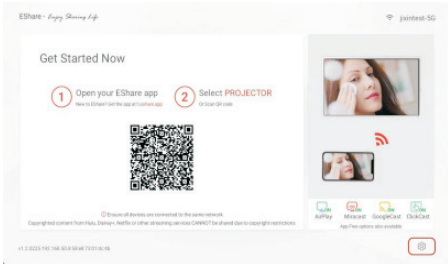 EShare - Enjoy Sharing Life
jixintest-5G
Get Started Now
1 Open your EShare app
New to EShare? Get the app at
2 Select PROJECTOR
Or Scan QR code
Ensure all devices are connected to the same network.
Copyrighted content from Hulu, Disney+, Netflix or other streaming services CANNOT be shared due to copyright restrictions.
AirPlay
Miracast
GoogleCast
ClickCast
App Free options also available